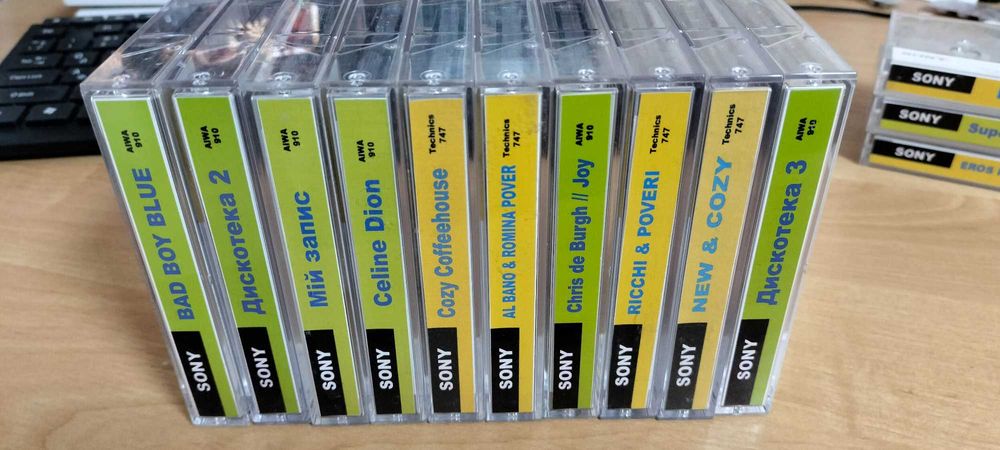 SONY
BAD BOY BLUE
AIWA
910
SONY
Дискотека 2
AIWA
910
SONY
Мій запис
AIWA
910
SONY
Celine Dion
AIWA
910
SONY
Cozy Coffeehouse
Technics
747
SONY
AL BANO & ROMINA POVER
Technics
747
SONY
Chris de Burgh // Joy
AIWA
910
SONY
RICCHI & POVERI
Technics
747
SONY
NEW & COZY
Technics
747
SONY
Дискотека 3
AIWA
910
SONY
SONY
SONY
EROS